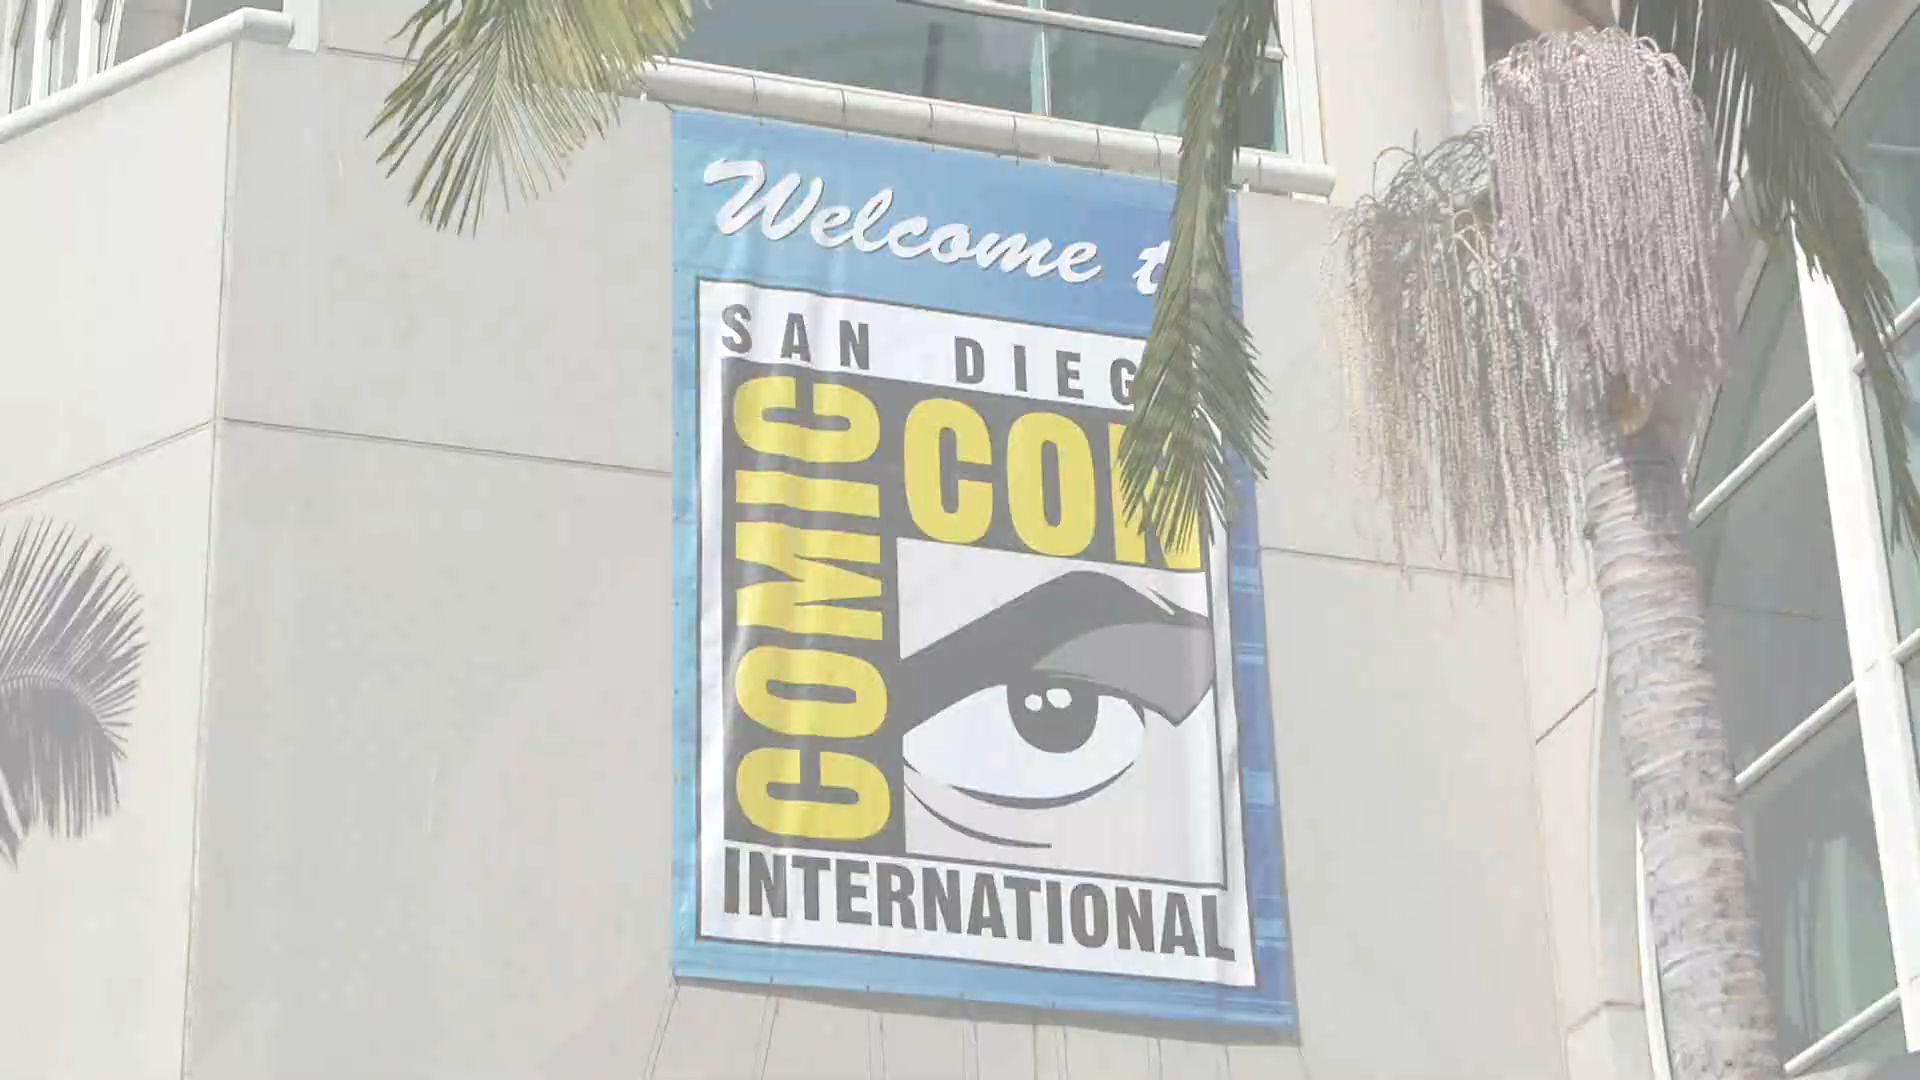 Welcome t
SAN DIEG
COMIC
CON
INTERNATIONAL